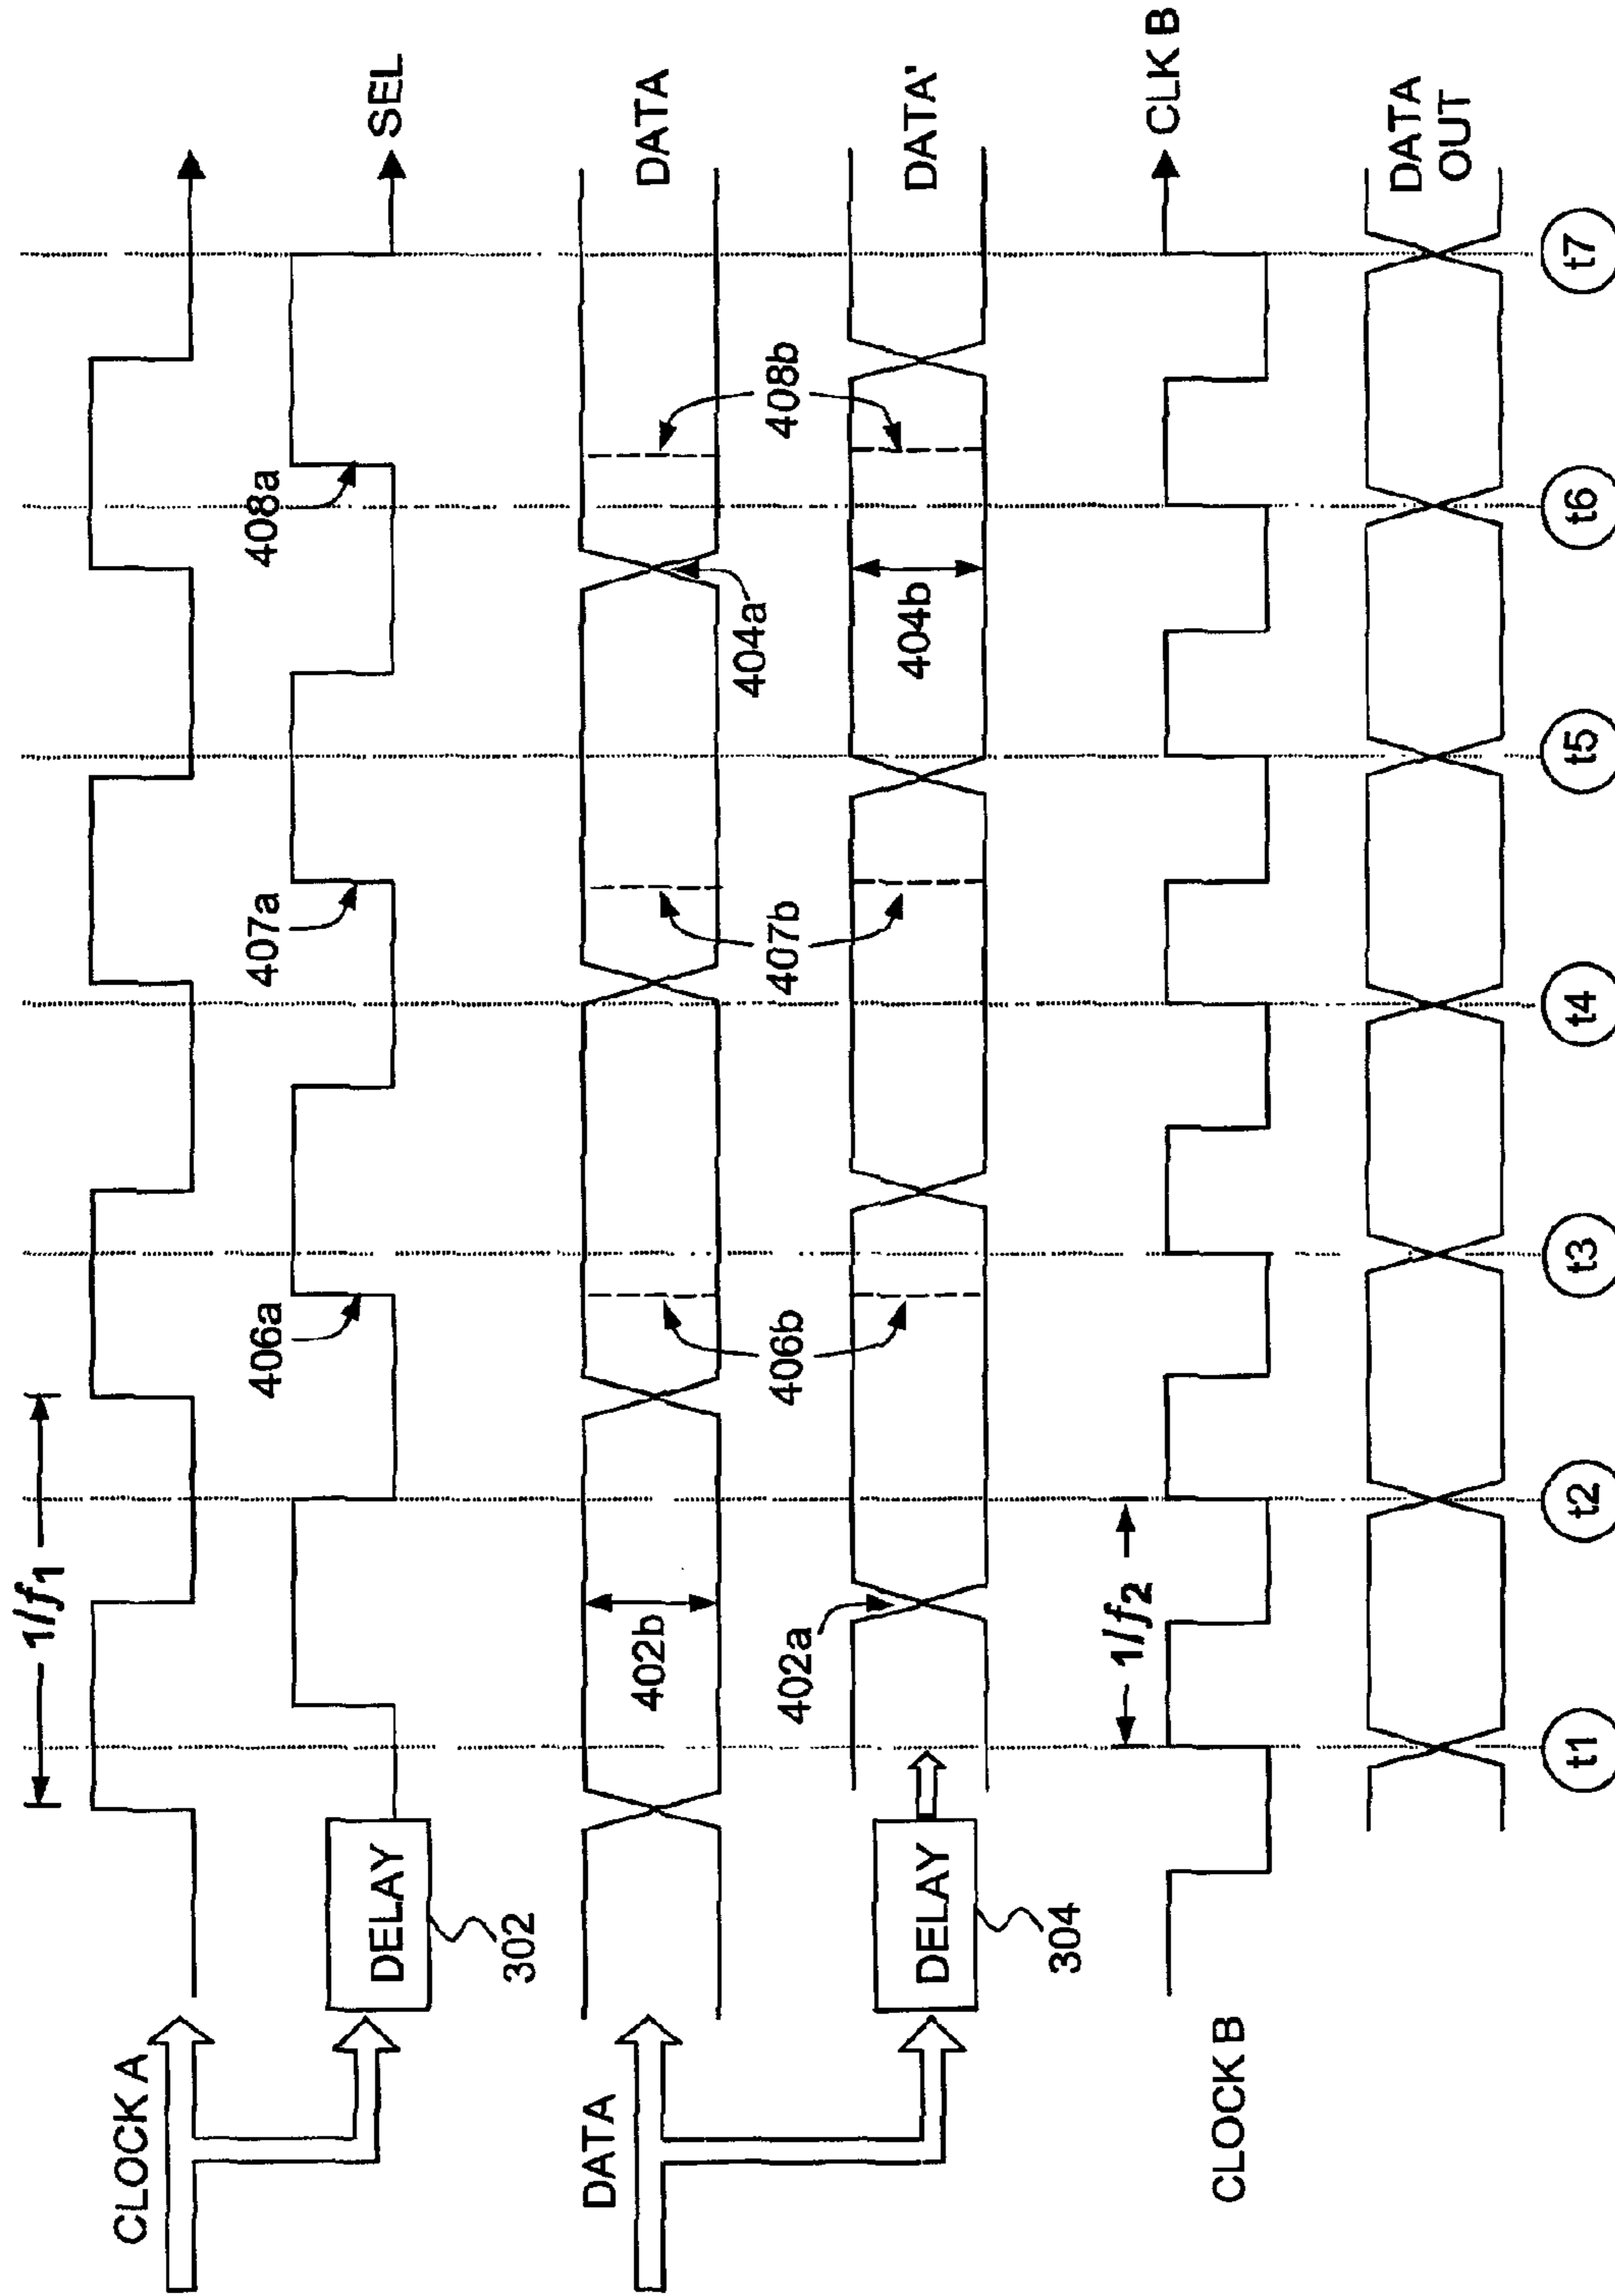 CLOCK A
1/f1
DELAY
302
406a
407a
408a
SEL
DATA
402b
406b
407b
404a
408b
DATA
402a
DELAY
304
404b
DATA'
CLOCK B
1/f2
CLK B
DATA
OUT
t1
t2
t3
t4
t5
t6
t7